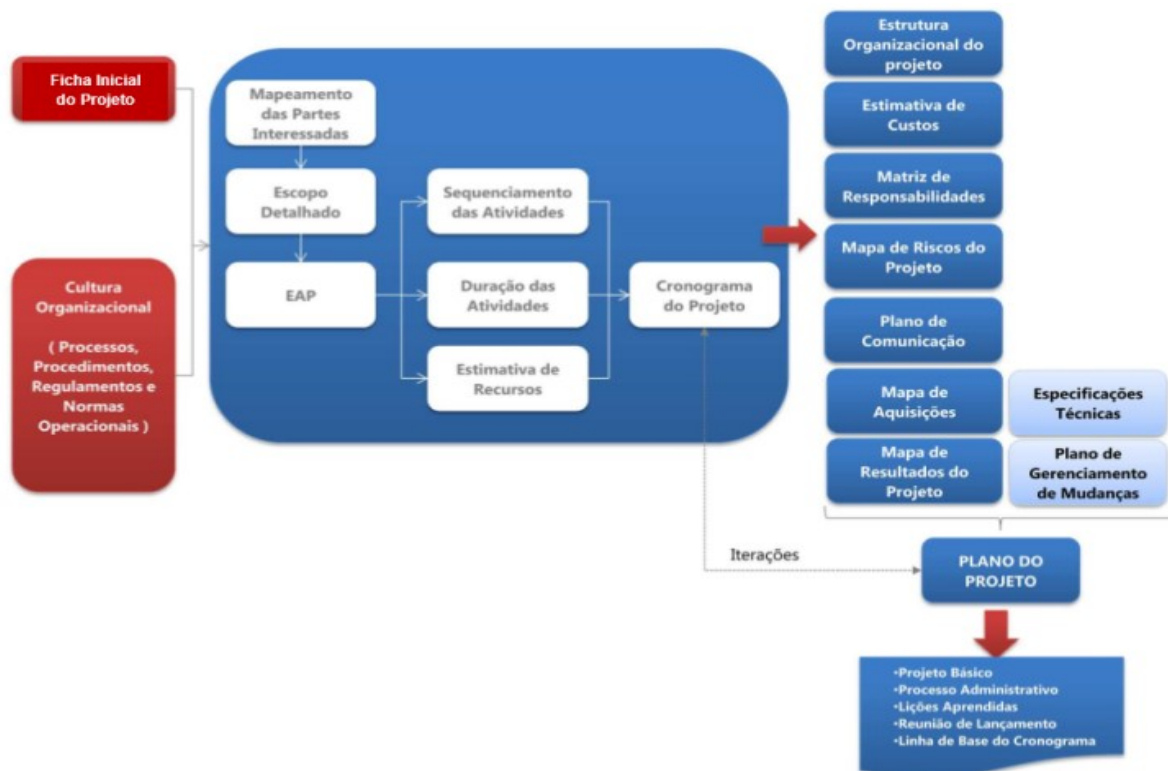 Ficha Inicial
do Projeto
Cultura
Organizacional
( Processos,
Procedimentos,
Regulamentos e
Normas
Operacionais )
Mapeamento
das Partes
Interessadas
Escopo
Detalhado
EAP
Sequenciamento
das Atividades
Duração das
Atividades
Estimativa de
Recursos
Cronograma
do Projeto
Estrutura
Organizacional do
projeto
Estimativa de
Custos
Matriz de
Responsabilidades
Mapa de Riscos do
Projeto
Plano de
Comunicação
Mapa de
Aquisições
Especificações
Técnicas
Mapa de
Resultados do
Projeto
Plano de
Gerenciamento
de Mudanças
Iterações
PLANO DO
PROJETO
•Projeto Básico
•Processo Administrativo
•Lições Aprendidas
•Reunião de Lançamento
•Linha de Base do Cronograma